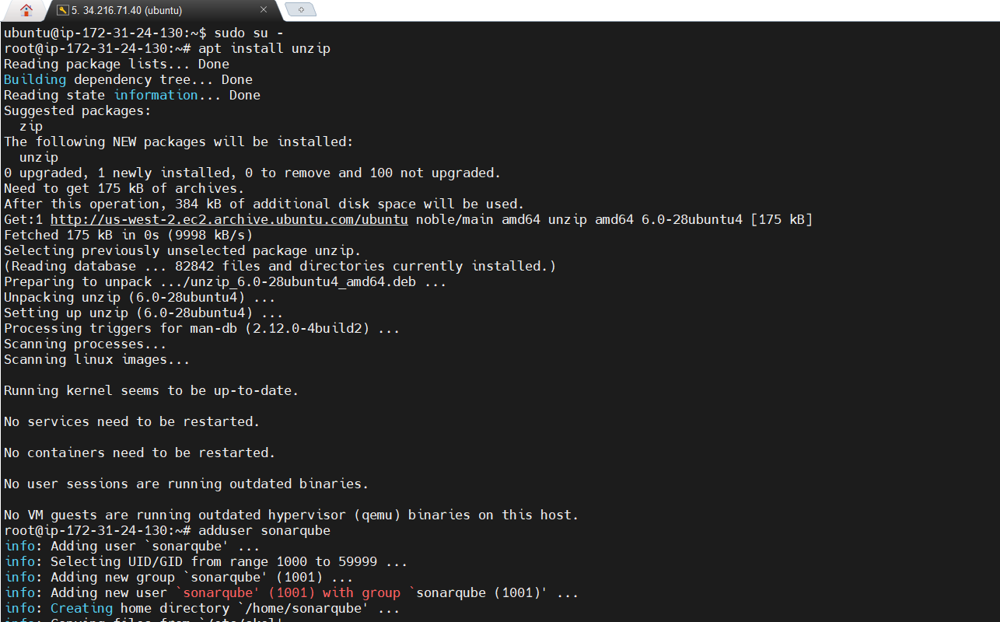 5. 34.216.71.40 (ubuntu)
ubuntu@ip-172-31-24-130:~$ sudo su -
root@ip-172-31-24-130:~# apt install unzip
Reading package lists... Done
Building dependency tree... Done
Reading state information... Done
Suggested packages:
  zip
The following NEW packages will be installed:
  unzip
0 upgraded, 1 newly installed, 0 to remove and 100 not upgraded.
Need to get 175 kB of archives.
After this operation, 384 kB of additional disk space will be used.
Get:1 http://us-west-2.ec2.archive.ubuntu.com/ubuntu noble/main amd64 unzip amd64 6.0-28ubuntu4 [175 kB]
Fetched 175 kB in 0s (9998 kB/s)
Selecting previously unselected package unzip.
(Reading database ... 82842 files and directories currently installed.)
Preparing to unpack .../unzip_6.0-28ubuntu4_amd64.deb ...
Unpacking unzip (6.0-28ubuntu4) ...
Setting up unzip (6.0-28ubuntu4) ...
Processing triggers for man-db (2.12.0-4build2) ...
Scanning processes...
Scanning linux images...
Running kernel seems to be up-to-date.
No services need to be restarted.
No containers need to be restarted.
No user sessions are running outdated binaries.
No VM guests are running outdated hypervisor (qemu) binaries on this host.
root@ip-172-31-24-130:~# adduser sonarqube
info: Adding user `sonarqube' ...
info: Selecting UID/GID from range 1000 to 59999 ...
info: Adding new group `sonarqube' (1001) ...
info: Adding new user `sonarqube' (1001) with group `sonarqube (1001)' ...
info: Creating home directory `/home/sonarqube' ...